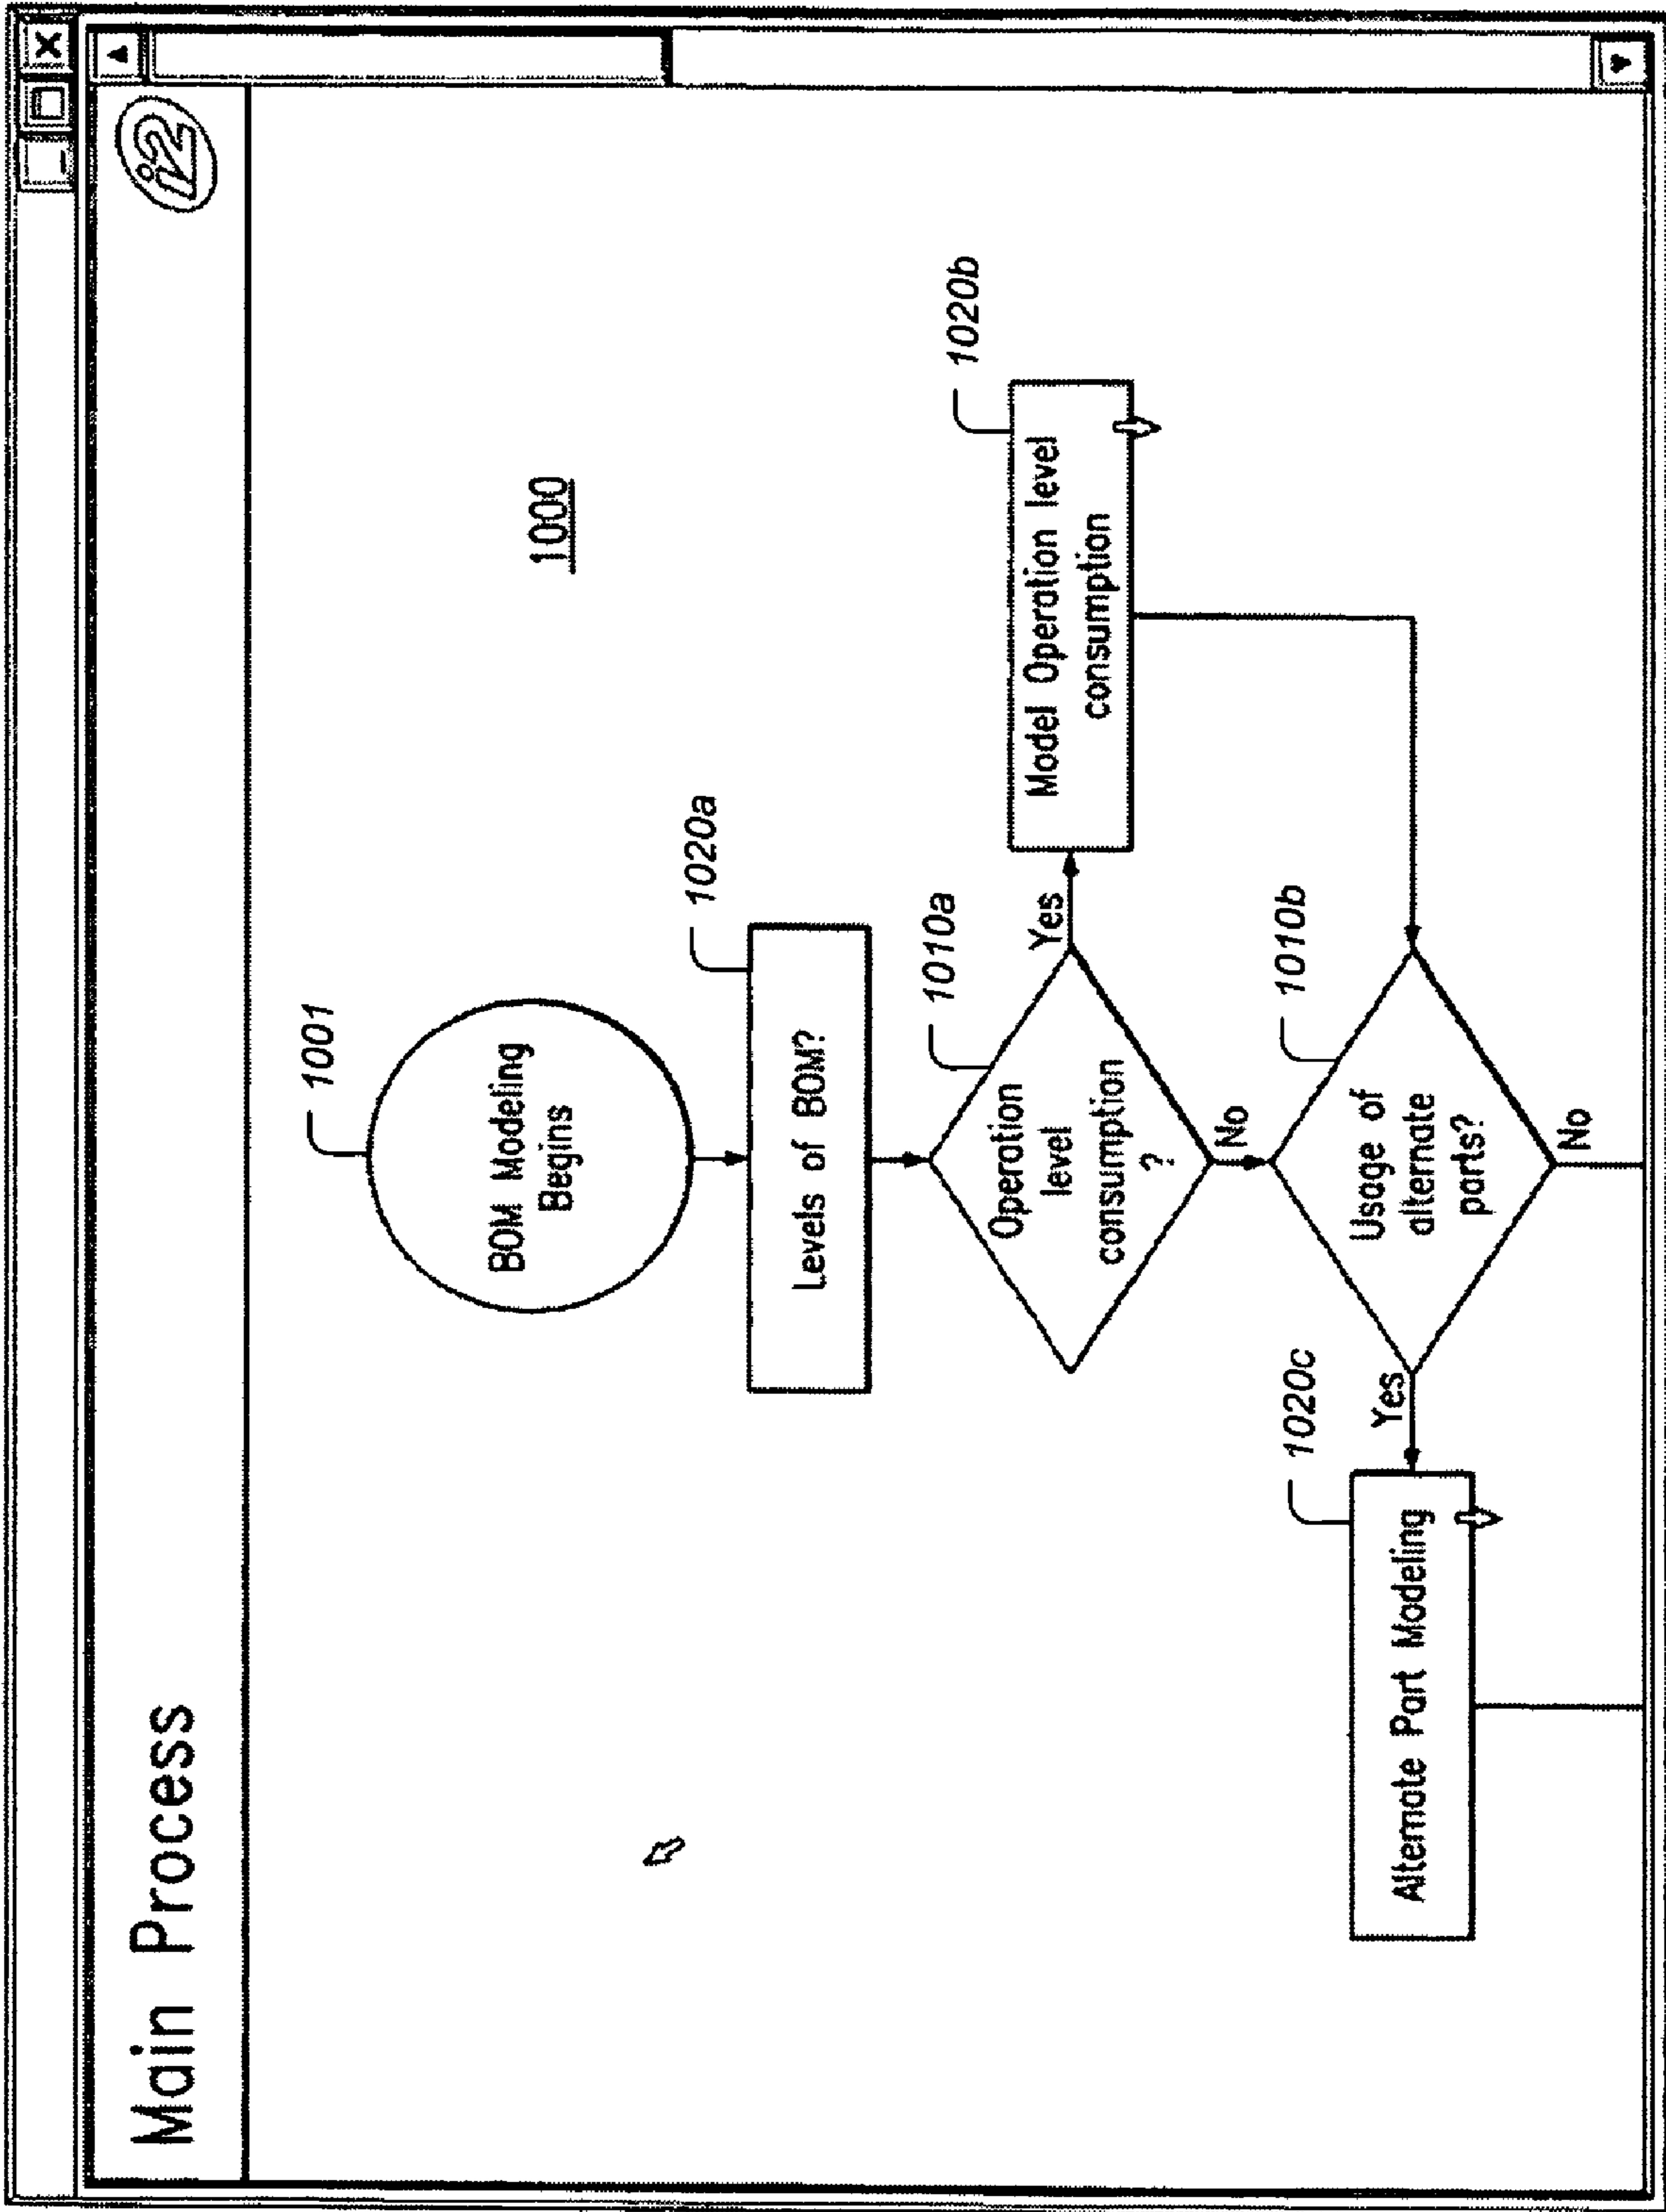 Main Process
i2
1000
1001
BOM Modeling
Begins
1020a
Levels of BOM?
1010a
Operation
level
consumption
?
Yes
No
1020b
Model Operation level
consumption
1010b
Usage of
alternate
parts?
Yes
No
1020c
Alternate Part Modeling